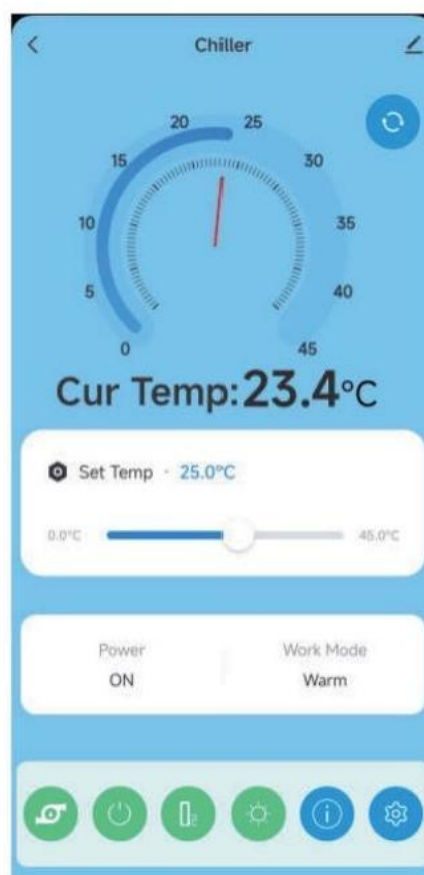 Chiller
20 25
15 30
10 35
5 40
0 45
Cur Temp:23.4°C
Set Temp · 25.0°C
0.0°C 45.0°C
Power Work Mode
ON Warm
2
i